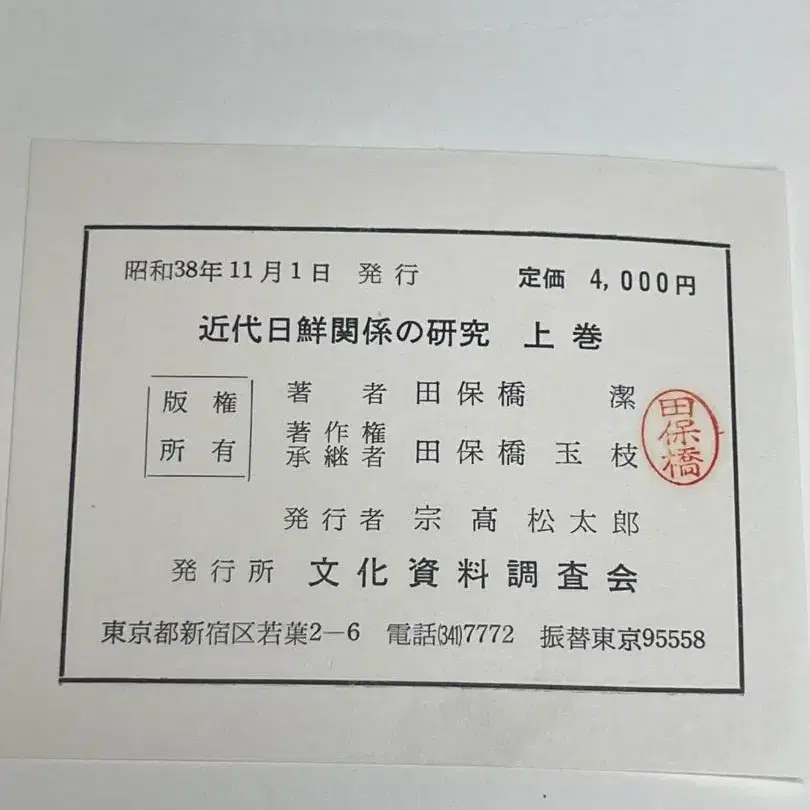 昭和38年11月1日 発行 定価 4,000円
近代日鮮関係の研究 上巻
版権
所有
著者 田保橋 潔
著作権
承継者 田保橋 玉枝
田保橋
発行者 宗髙松太郎
発行所 文化資料調査会
東京都新宿区若葉2-6 電話(341)7772 振替東京95558